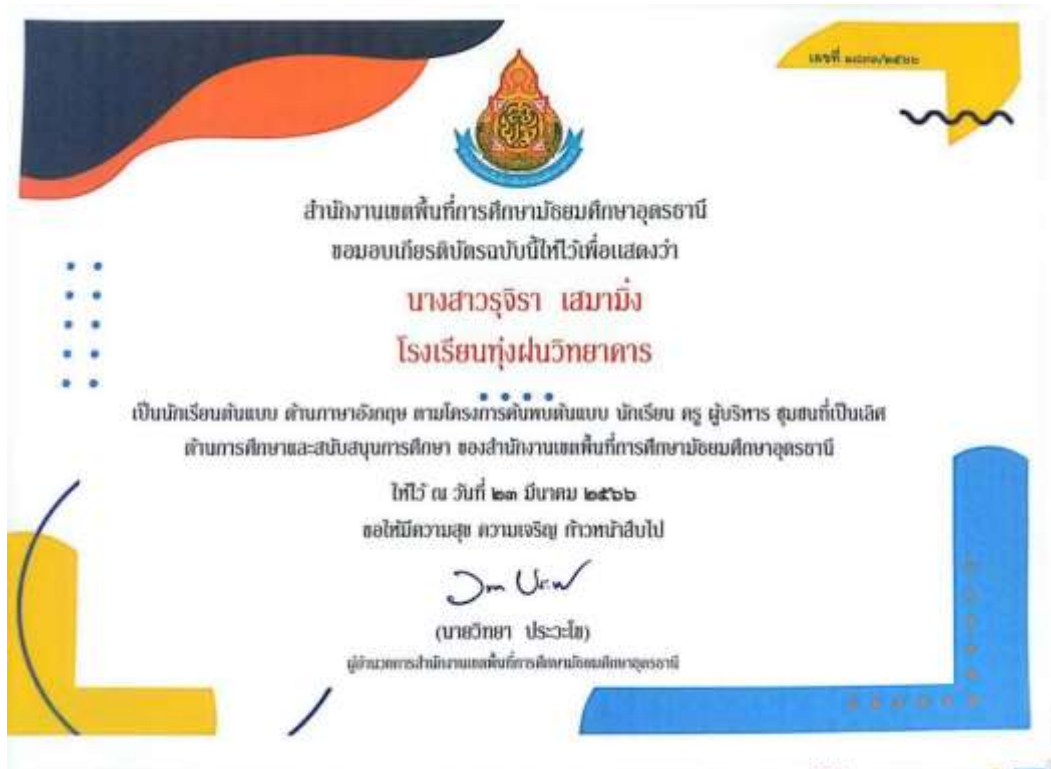 เลขที่
สำนักงานเขตพื้นที่การศึกษามัธยมศึกษาอุดรธานี
ขอมอบเกียรติบัตรฉบับนี้ให้ไว้เพื่อแสดงว่า
นางสาวรุจิรา เสมามิ่ง
โรงเรียนทุ่งฝนวิทยาคาร
เป็นนักเรียนต้นแบบ ด้านภาษาอังกฤษ ตามโครงการค้นพบต้นแบบ นักเรียน ครู ผู้บริหาร ชุมชนที่เป็นเลิศ
ด้านการศึกษาและสนับสนุนการศึกษา ของสำนักงานเขตพื้นที่การศึกษามัธยมศึกษาอุดรธานี
ให้ไว้ ณ วันที่ ๒๓ มีนาคม ๒๕๖๖
ขอให้มีความสุข ความเจริญ ก้าวหน้าสืบไป
(นายวิทยา ประวะโข)
ผู้อำนวยการสำนักงานเขตพื้นที่การศึกษามัธยมศึกษาอุดรธานี